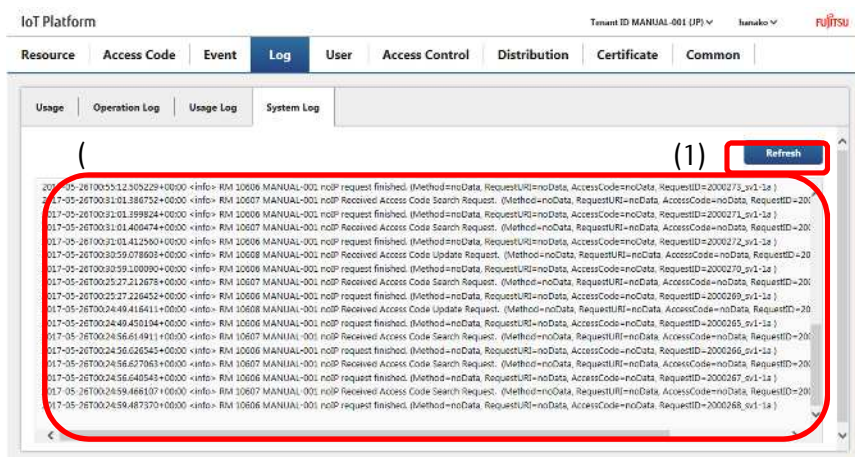 IoT Platform
Tenant ID MANUAL-001 (JP) hanako FUJITSU
Resource Access Code Event Log User Access Control Distribution Certificate Common
Usage Operation Log Usage Log System Log
( (1) Refresh
2017-05-26T00:55:12.505229+00:00 <info> RM 10606 MANUAL-001 noIP request finished. (Method=noData, RequestURI=noData, AccessCode=noData, RequestID=2000273_sv1-1a )
2017-05-26T00:31:01.386752+00:00 <info> RM 10607 MANUAL-001 noIP Received Access Code Search Request. (Method=noData, RequestURI=noData, AccessCode=noData, RequestID=200
017-05-26T00:31:01.399824+00:00 <info> RM 10606 MANUAL-001 noIP request finished. (Method=noData, RequestURI=noData, AccessCode=noData, RequestID=2000271_sv1-1a )
017-05-26T00:31:01.400474+00:00 <info> RM 10607 MANUAL-001 noIP Received Access Code Search Request. (Method=noData, RequestURI=noData, AccessCode=noData, RequestID=200
017-05-26T00:31:01.412560+00:00 <info> RM 10606 MANUAL-001 noIP request finished. (Method=noData, RequestURI=noData, AccessCode=noData, RequestID=2000272_sv1-1a )
017-05-26T00:30:59.078603+00:00 <info> RM 10608 MANUAL-001 noIP Received Access Code Update Request. (Method=noData, RequestURI=noData, AccessCode=noData, RequestID=20
017-05-26T00:30:59.100090+00:00 <info> RM 10606 MANUAL-001 noIP request finished. (Method=noData, RequestURI=noData, AccessCode=noData, RequestID=2000270_sv1-1a )
017-05-26T00:25:27.212678+00:00 <info> RM 10607 MANUAL-001 noIP Received Access Code Search Request. (Method=noData, RequestURI=noData, AccessCode=noData, RequestID=200
017-05-26T00:25:27.226452+00:00 <info> RM 10606 MANUAL-001 noIP request finished. (Method=noData, RequestURI=noData, AccessCode=noData, RequestID=2000269_sv1-1a )
017-05-26T00:24:49.416411+00:00 <info> RM 10608 MANUAL-001 noIP Received Access Code Update Request. (Method=noData, RequestURI=noData, AccessCode=noData, RequestID=20
017-05-26T00:24:49.450194+00:00 <info> RM 10606 MANUAL-001 noIP request finished. (Method=noData, RequestURI=noData, AccessCode=noData, RequestID=2000265_sv1-1a )
017-05-26T00:24:56.614911+00:00 <info> RM 10607 MANUAL-001 noIP Received Access Code Search Request. (Method=noData, RequestURI=noData, AccessCode=noData, RequestID=200
017-05-26T00:24:56.626545+00:00 <info> RM 10606 MANUAL-001 noIP request finished. (Method=noData, RequestURI=noData, AccessCode=noData, RequestID=2000266_sv1-1a )
017-05-26T00:24:56.627063+00:00 <info> RM 10607 MANUAL-001 noIP Received Access Code Search Request. (Method=noData, RequestURI=noData, AccessCode=noData, RequestID=200
017-05-26T00:24:56.640543+00:00 <info> RM 10606 MANUAL-001 noIP request finished. (Method=noData, RequestURI=noData, AccessCode=noData, RequestID=2000267_sv1-1a )
017-05-26T00:24:59.466107+00:00 <info> RM 10607 MANUAL-001 noIP Received Access Code Search Request. (Method=noData, RequestURI=noData, AccessCode=noData, RequestID=200
2017-05-26T00:24:59.487370+00:00 <info> RM 10606 MANUAL-001 noIP request finished. (Method=noData, RequestURI=noData, AccessCode=noData, RequestID=2000268_sv1-1a )